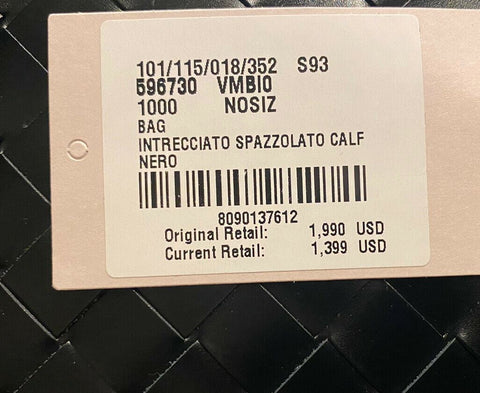 101/115/018/352 S93
596730 VMBIO
1000 NOSIZ
BAG
INTRECCIATO SPAZZOLATO CALF
NERO
8090137612
Original Retail: 1,990 USD
Current Retail: 1,399 USD